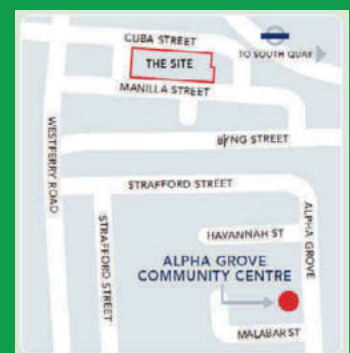 CUBA STREET
TO SOUTH QUAY
THE SITE
MANILLA STREET
WESTFERRY ROAD
BYNG STREET
STRAFFORD STREET
STRAFFORD STREET
HAVANNAH ST
ALPHA GROVE
ALPHA GROVE
COMMUNITY CENTRE
MALABAR ST